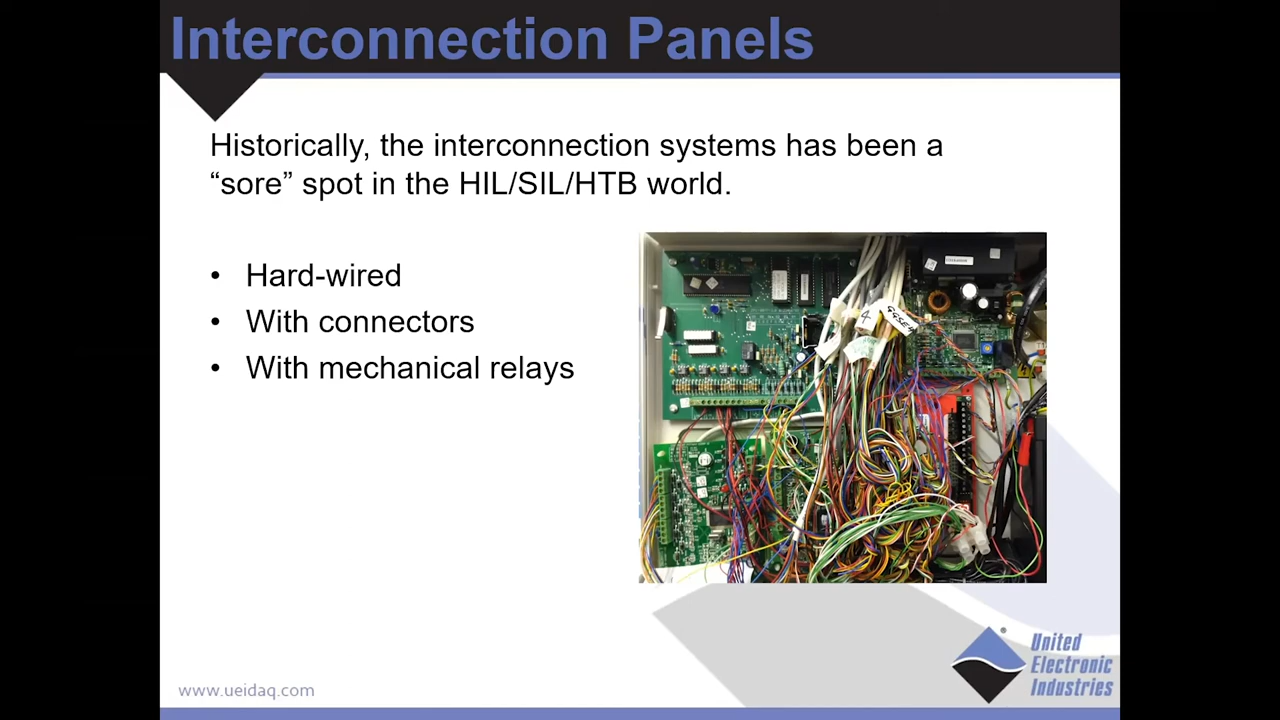 Interconnection Panels
Historically, the interconnection systems has been a
“sore” spot in the HIL/SIL/HTB world.
• Hard-wired
• With connectors
• With mechanical relays
4
www.ueidaq.com
United
Electronic
Industries
®